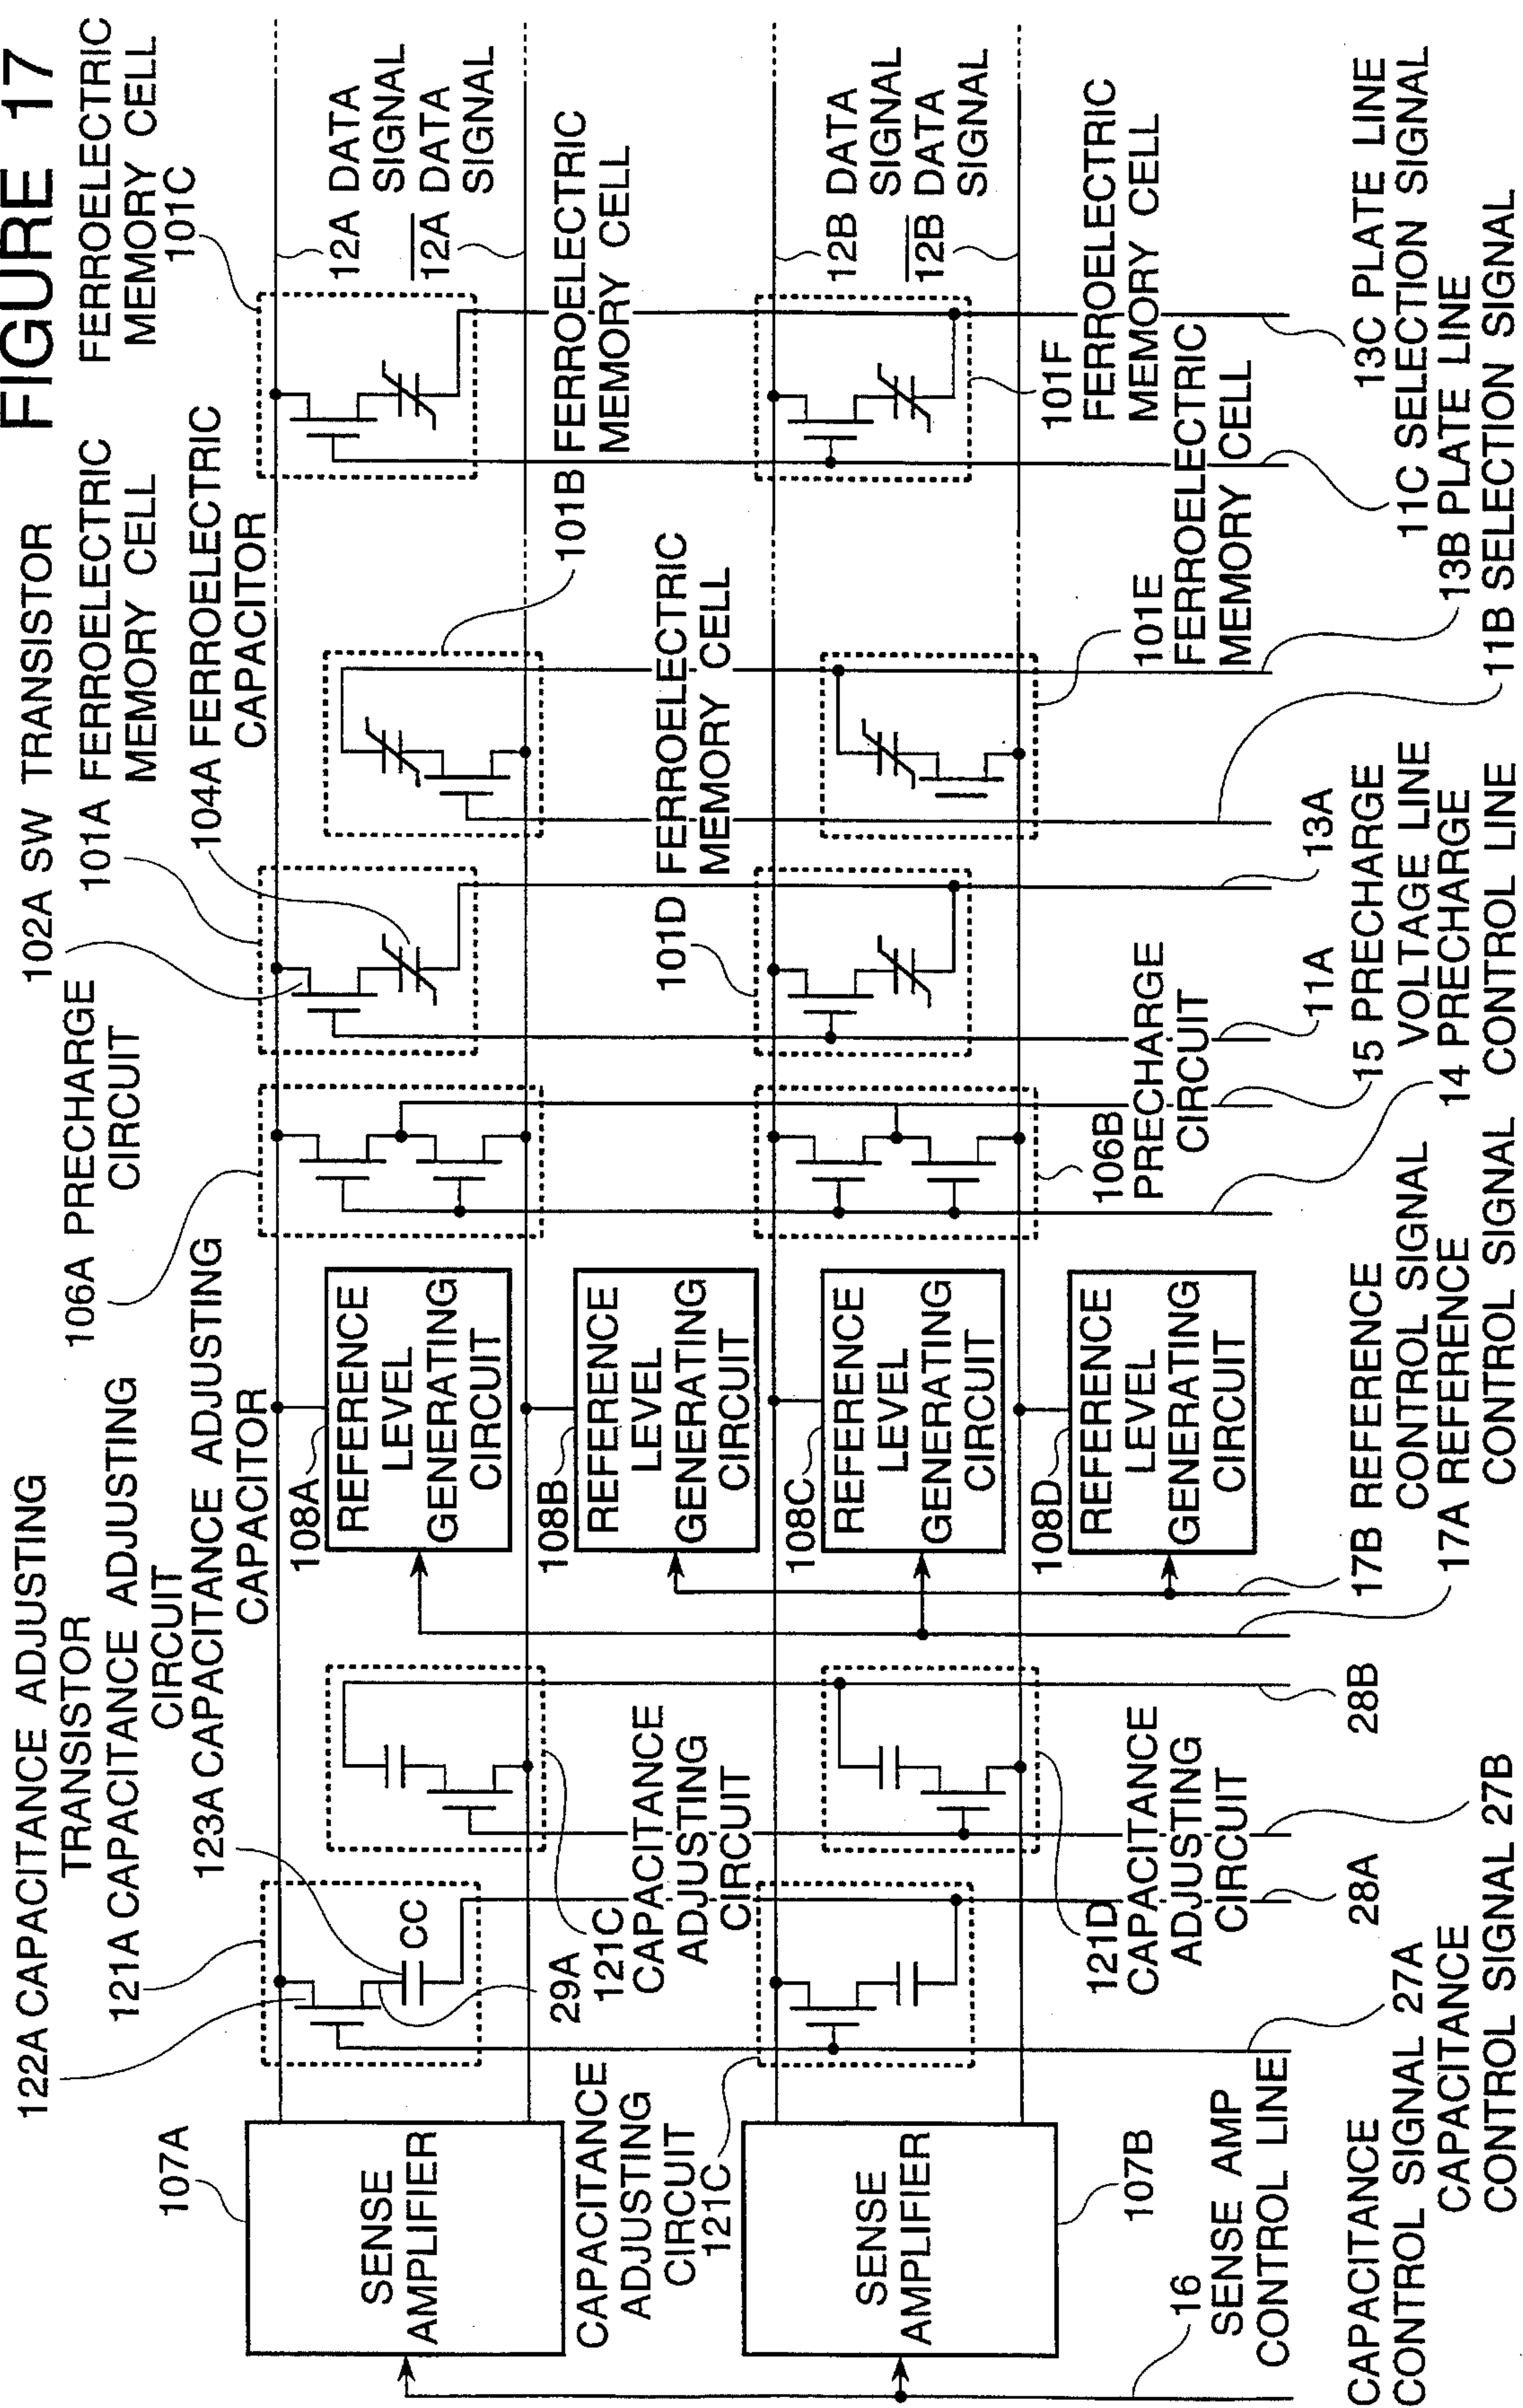 FIGURE 17
102A SW TRANSISTOR
101A FERROELECTRIC
MEMORY CELL
104A FERROELECTRIC
CAPACITOR
FERROELECTRIC
MEMORY CELL
101C
122A CAPACITANCE ADJUSTING
TRANSISTOR
121A CAPACITANCE ADJUSTING
CIRCUIT
123A CAPACITANCE ADJUSTING
CAPACITOR
106A PRECHARGE
CIRCUIT
107A
SENSE
AMPLIFIER
CC
29A
121C
CAPACITANCE
ADJUSTING
CIRCUIT
108A
REFERENCE
LEVEL
GENERATING
CIRCUIT
108B
REFERENCE
LEVEL
GENERATING
CIRCUIT
101B FERROELECTRIC
MEMORY CELL
12A DATA
SIGNAL
12A DATA
SIGNAL
CAPACITANCE
ADJUSTING
CIRCUIT
121C
101D FERROELECTRIC
MEMORY CELL
SENSE
AMPLIFIER
107B
121D
CAPACITANCE
ADJUSTING
CIRCUIT
108C
REFERENCE
LEVEL
GENERATING
CIRCUIT
108D
REFERENCE
LEVEL
GENERATING
CIRCUIT
106B
PRECHARGE
CIRCUIT
101E
FERROELECTRIC
MEMORY CELL
101F
FERROELECTRIC
MEMORY CELL
12B DATA
SIGNAL
12B DATA
SIGNAL
16
SENSE AMP
CONTROL LINE
CAPACITANCE
CONTROL SIGNAL 27A
CAPACITANCE
CONTROL SIGNAL 27B
28A
28B
17B REFERENCE
CONTROL SIGNAL
17A REFERENCE
CONTROL SIGNAL
11A
13A
15 PRECHARGE
VOLTAGE LINE
14 PRECHARGE
CONTROL LINE
13C PLATE LINE
11C SELECTION SIGNAL
13B PLATE LINE
11B SELECTION SIGNAL